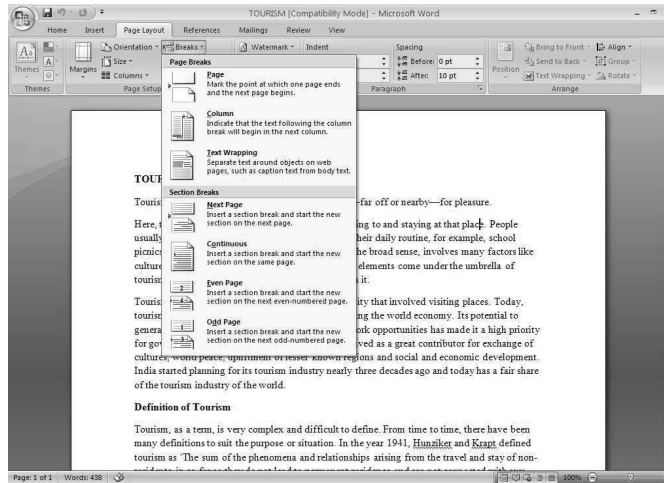 TOURISM [Compatibility Mode] - Microsoft Word
Home Insert Page Layout References Mailings Review View
Orientation Breaks Watermark Indent Spacing Bring to Front Align
Aa Size Before: 0 pt Send to Back Group
Themes Margins Columns After: 10 pt Position Text Wrapping Rotate
Themes Page Setup Paragraph Arrange
Page Breaks
Page
Mark the point at which one page ends
and the next page begins.
Column
Indicate that the text following the column
break will begin in the next column.
Text Wrapping
Separate text around objects on web
pages, such as caption text from body text.
Section Breaks
Next Page
Insert a section break and start the new
section on the next page.
Continuous
Insert a section break and start the new
section on the same page.
Even Page
Insert a section break and start the new
section on the next even-numbered page.
Odd Page
Insert a section break and start the new
section on the next odd-numbered page.
TOUR
Touris —far off or nearby—for pleasure.
Here, t ing to and staying at that place. People
usually heir daily routine, for example, school
picnics he broad sense, involves many factors like
culture elements come under the umbrella of
touris it.
Touris ity that involved visiting places. Today,
touris ng the world economy. Its potential to
genera ork opportunities has made it a high priority
for gov ved as a great contributor for exchange of
cultures, world peace, upliftment of lesser known regions and social and economic development.
India started planning for its tourism industry nearly three decades ago and today has a fair share
of the tourism industry of the world.
Definition of Tourism
Tourism, as a term, is very complex and difficult to define. From time to time, there have been
many definitions to suit the purpose or situation. In the year 1941, Hunziker and Krapt defined
tourism as 'The sum of the phenomena and relationships arising from the travel and stay of non-
Page: 1 of 1 Words: 438 100%